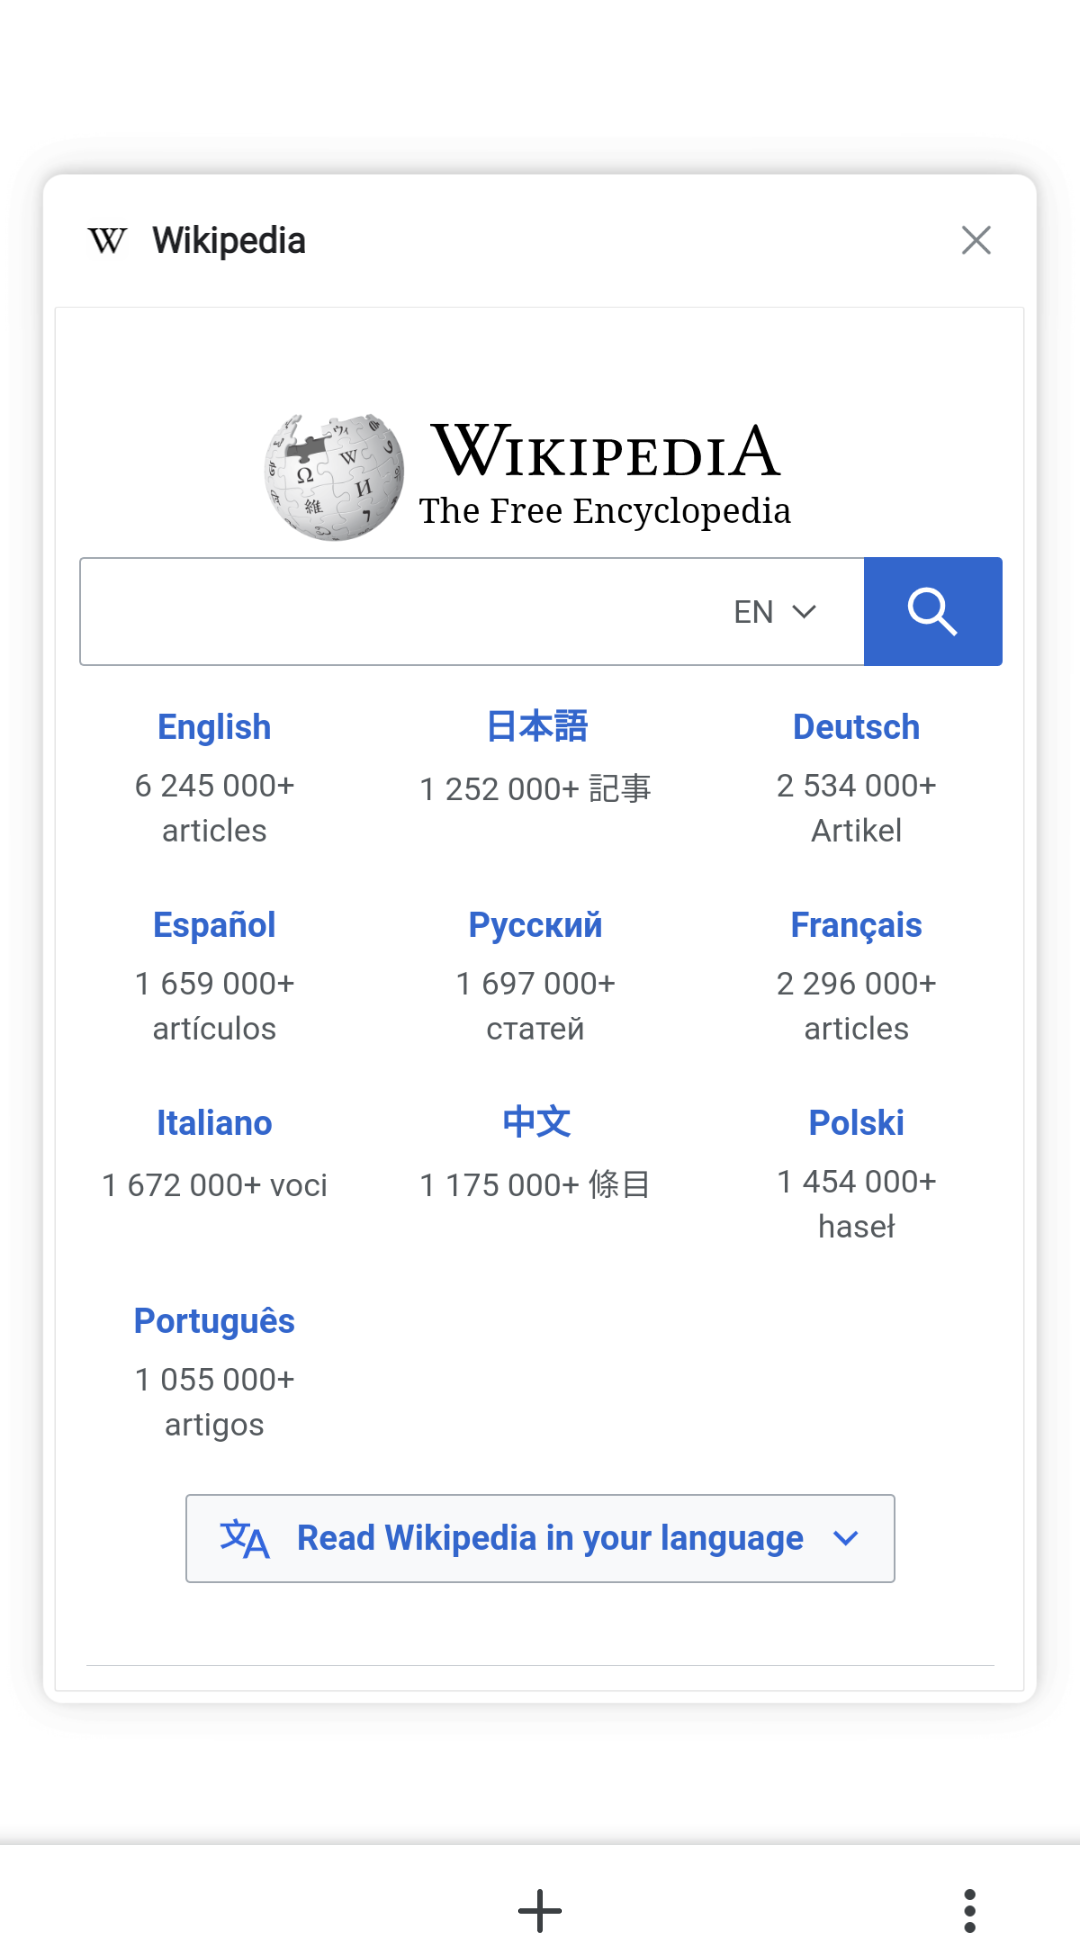 W Wikipedia
WIKIPEDIA
The Free Encyclopedia
EN
English
6 245 000+
articles
日本語
1 252 000+ 記事
Deutsch
2 534 000+
Artikel
Español
1 659 000+
artículos
Русский
1 697 000+
статей
Français
2 296 000+
articles
Italiano
1 672 000+ voci
中文
1 175 000+ 條目
Polski
1 454 000+
haseł
Português
1 055 000+
artigos
Read Wikipedia in your language